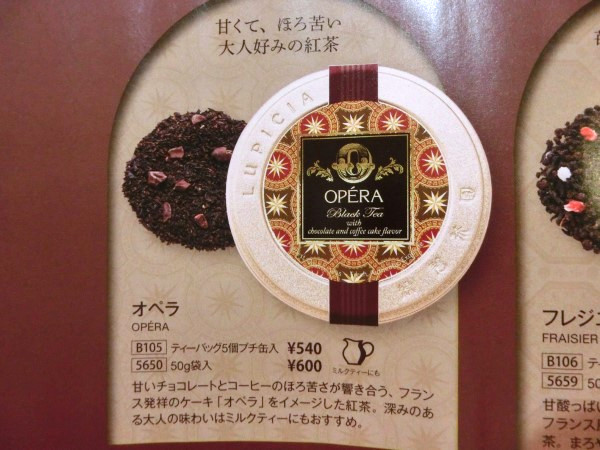 甘くて、ほろ苦い
大人好みの紅茶
LUPICIA
OPÉRA
Black Tea
with
chocolate and coffee cake flavor
オペラ
OPÉRA
B105 ティーバッグ5個プチ缶入 ¥540
5650 50g袋入 ¥600
ミルクティーにも
甘いチョコレートとコーヒーのほろ苦さが響き合う、フラン
ス発祥のケーキ「オペラ」をイメージした紅茶。深みのあ
る大人の味わいはミルクティーにもおすすめ。
フレジ
FRAISIER
B106 テ
5659 50
甘酸っぱい
フランス
茶。まろや